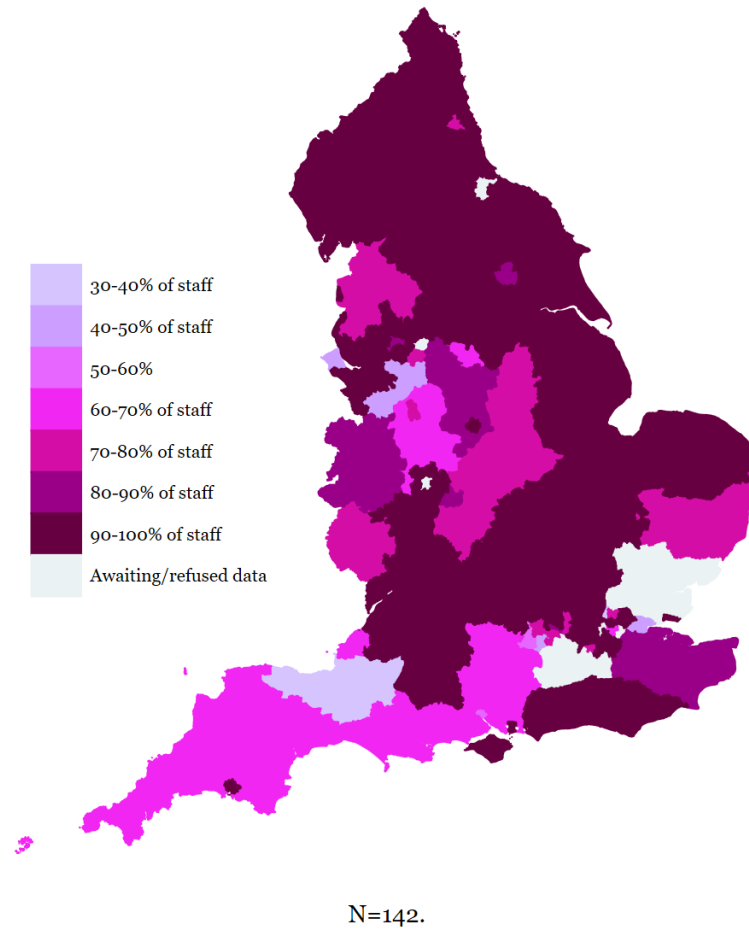 30-40% of staff
40-50% of staff
50-60%
60-70% of staff
70-80% of staff
80-90% of staff
90-100% of staff
Awaiting/refused data
N=142.